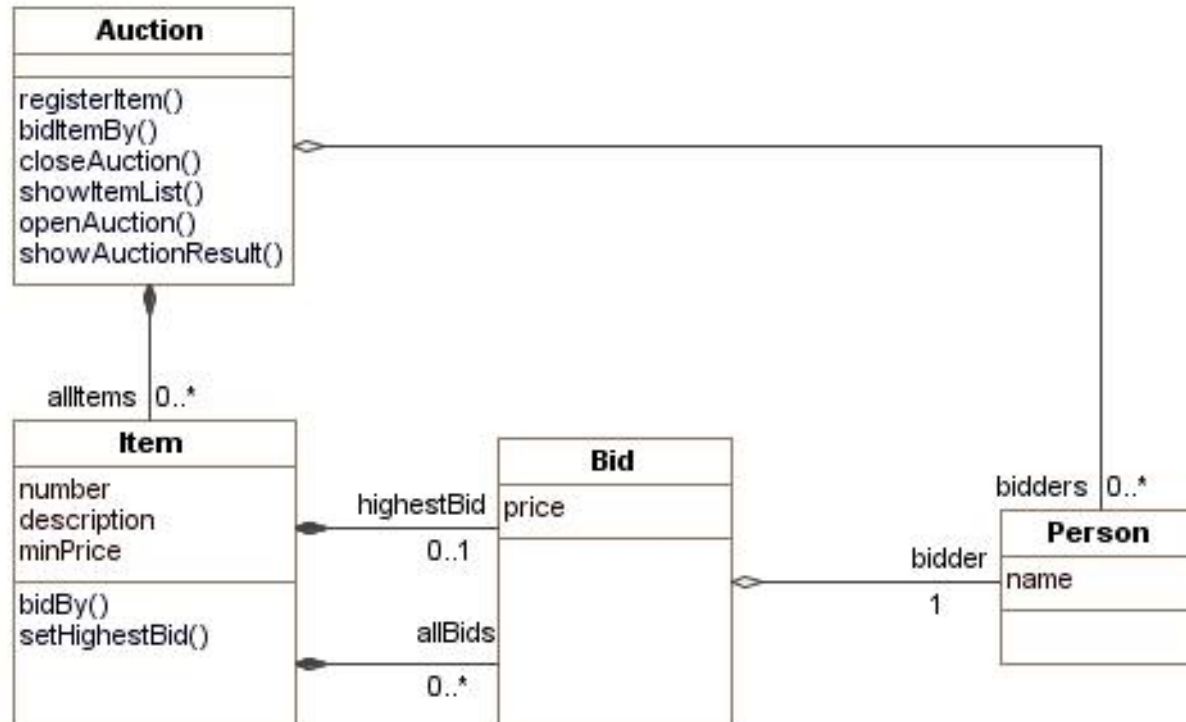 Auction
registerItem()
bidItemBy()
closeAuction()
showItemList()
openAuction()
showAuctionResult()
allItems 0..*
Item
number
description
minPrice
bidBy()
setHighestBid()
highestBid
0..1
allBids
0..*
Bid
price
bidder
1
bidders 0..*
Person
name